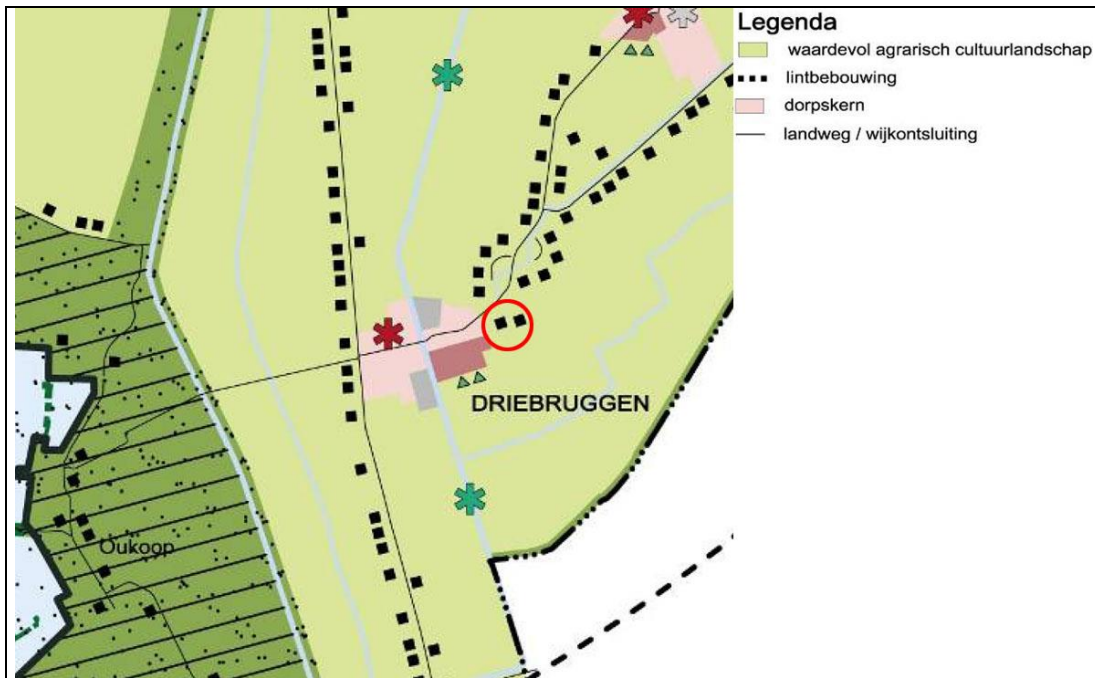 Legenda
waardevol agrarisch cultuurlandschap
lintbebouwing
dorpskern
landweg / wijkontsluiting
DRIEBRUGGEN
Oukoop